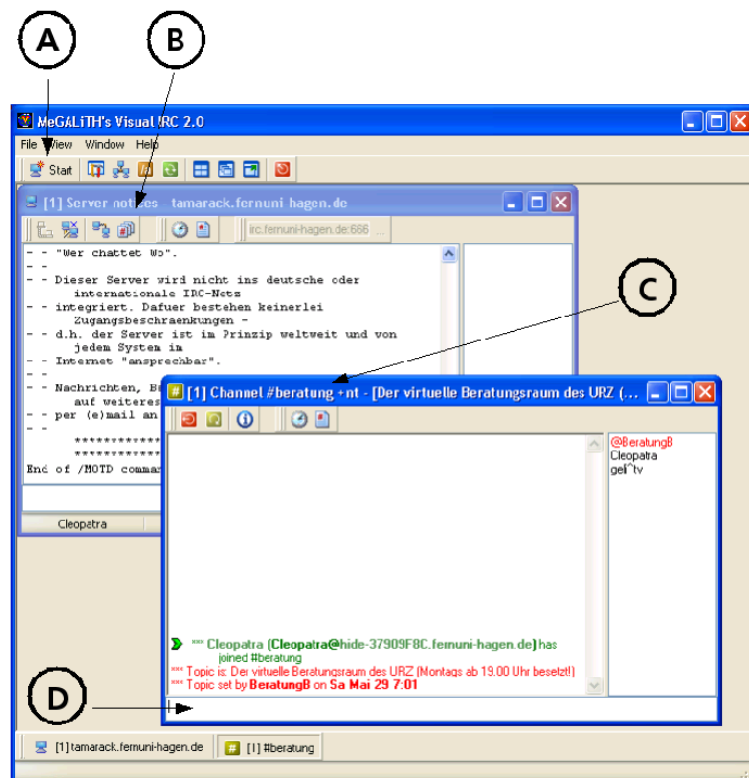 A
B
MeGALiTH's Visual IRC 2.0
File View Window Help
Start
[1] Server notices - tamarack.fernuni-hagen.de
irc.fernuni-hagen.de:666 ...
- - "Wer chattet Wo".
- -
- - Dieser Server wird nicht ins deutsche oder
internationale IRC-Netz
- - integriert. Dafuer bestehen keinerlei
Zugangsbeschraenkungen -
- - d.h. der Server ist im Prinzip weltweit und von
jedem System im
- - Internet "ansprechbar".
- -
- - Nachrichten,
auf weiteres
- - per (e)mail an
- -
*************
*************
End of /MOTD
Cleopatra
C
[1] Channel #beratung +nt - [Der virtuelle Beratungsraum des URZ (...
@BeratungB
Cleopatra
geli^tv
*** Cleopatra (Cleopatra@hide-37909F8C.fernuni-hagen.de) has
joined #beratung
*** Topic is: Der virtuelle Beratungsraum des URZ (Montags ab 19.00 Uhr besetzt!)
*** Topic set by BeratungB on Sa Mai 29 7:01
D
[1] tamarack.fernuni-hagen.de
[1] #beratung